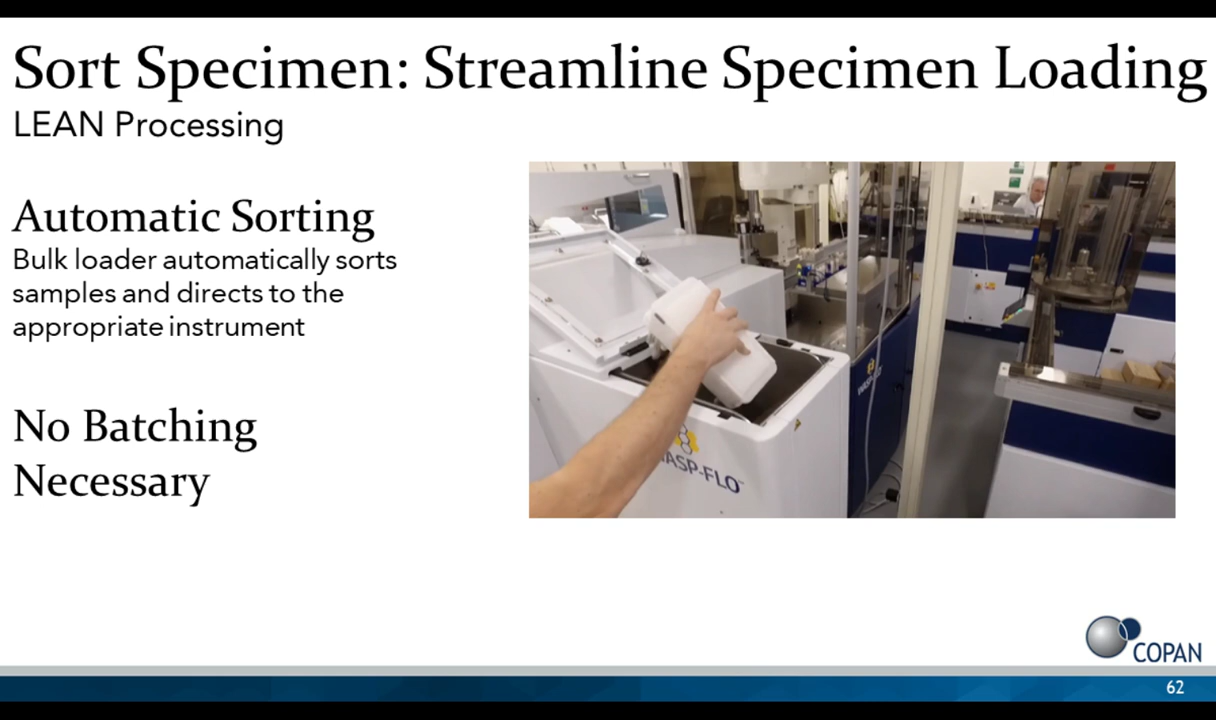 Sort Specimen: Streamline Specimen Loading
LEAN Processing
Automatic Sorting
Bulk loader automatically sorts
samples and directs to the
appropriate instrument
No Batching
Necessary
ASP-FLO™
COPAN
62